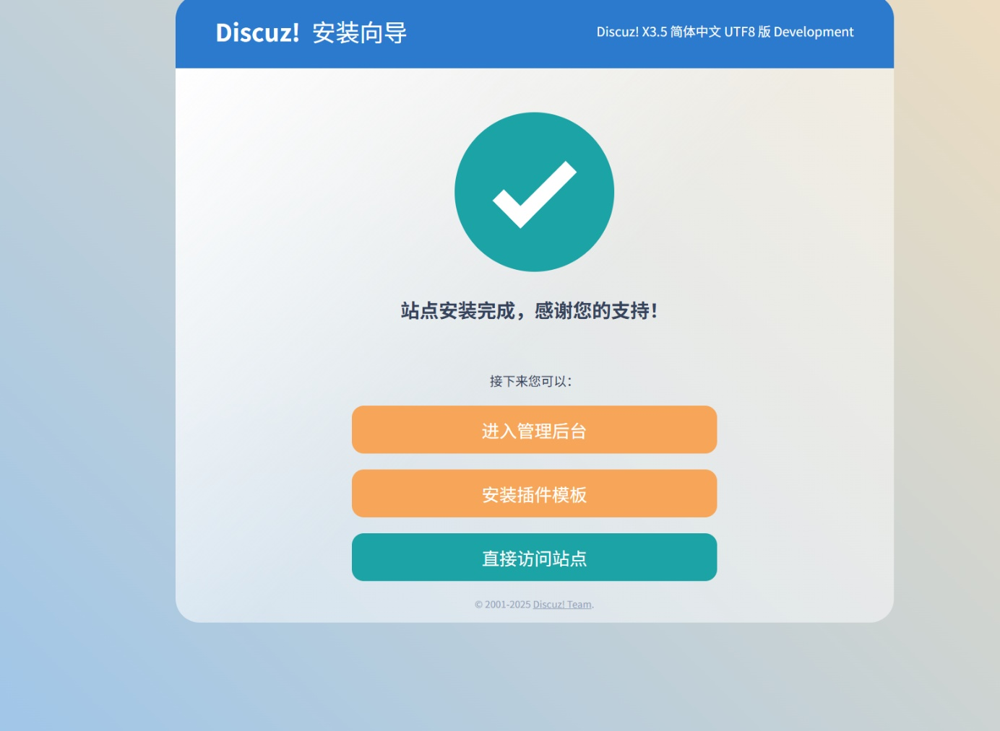 Discuz! 安装向导
Discuz! X3.5 简体中文 UTF8 版 Development
站点安装完成，感谢您的支持！
接下来您可以：
进入管理后台
安装插件模板
直接访问站点
© 2001-2025 Discuz! Team.